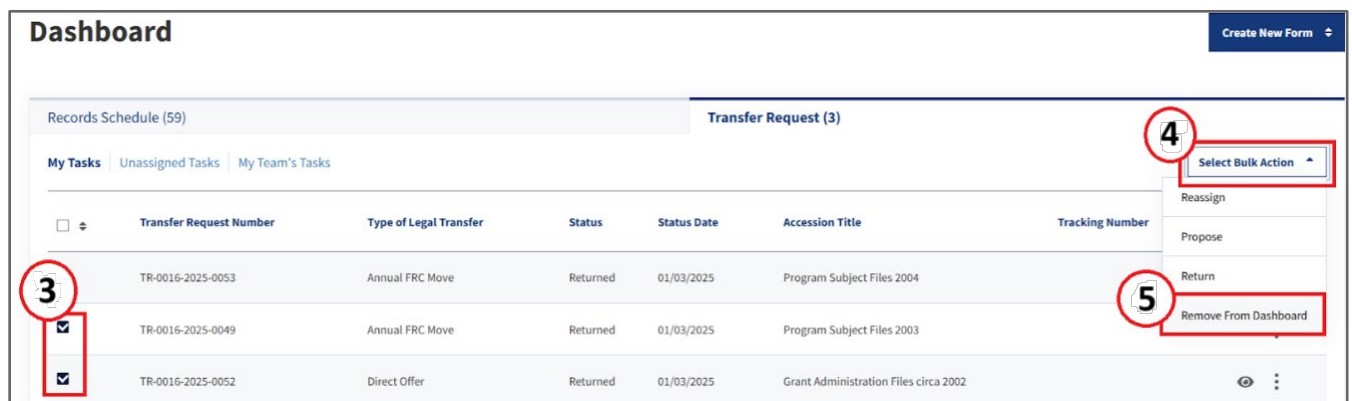 Dashboard
Create New Form
Records Schedule (59)
Transfer Request (3)
4
My Tasks Unassigned Tasks My Team's Tasks
Select Bulk Action
Reassign
Transfer Request Number Type of Legal Transfer Status Status Date Accession Title Tracking Number
Propose
3
TR-0016-2025-0053 Annual FRC Move Returned 01/03/2025 Program Subject Files 2004
Return
5
Remove From Dashboard
TR-0016-2025-0049 Annual FRC Move Returned 01/03/2025 Program Subject Files 2003
TR-0016-2025-0052 Direct Offer Returned 01/03/2025 Grant Administration Files circa 2002